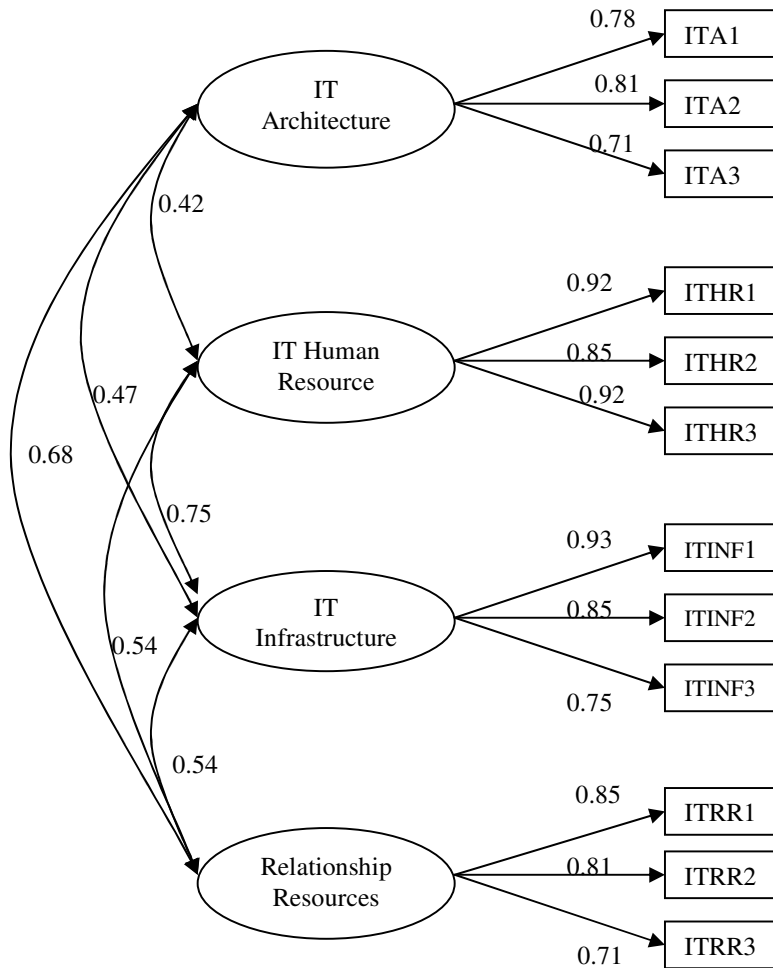 0.78
ITA1
IT
Architecture
0.81
ITA2
0.71
ITA3
0.42
0.92
ITHR1
IT Human
Resource
0.85
ITHR2
0.92
ITHR3
0.47
0.68
0.75
0.93
ITINF1
IT
Infrastructure
0.85
ITINF2
0.75
ITINF3
0.54
0.54
0.85
ITRR1
Relationship
Resources
0.81
ITRR2
0.71
ITRR3